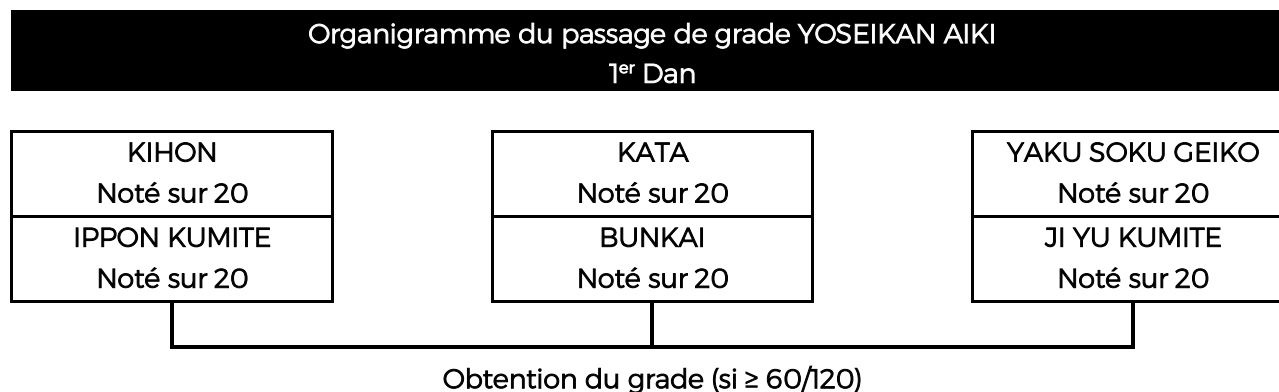 Organigramme du passage de grade YOSEIKAN AIKI
1er Dan
KIHON
Noté sur 20
IPPON KUMITE
Noté sur 20
KATA
Noté sur 20
BUNKAI
Noté sur 20
YAKU SOKU GEIKO
Noté sur 20
JI YU KUMITE
Noté sur 20
Obtention du grade (si ≥ 60/120)